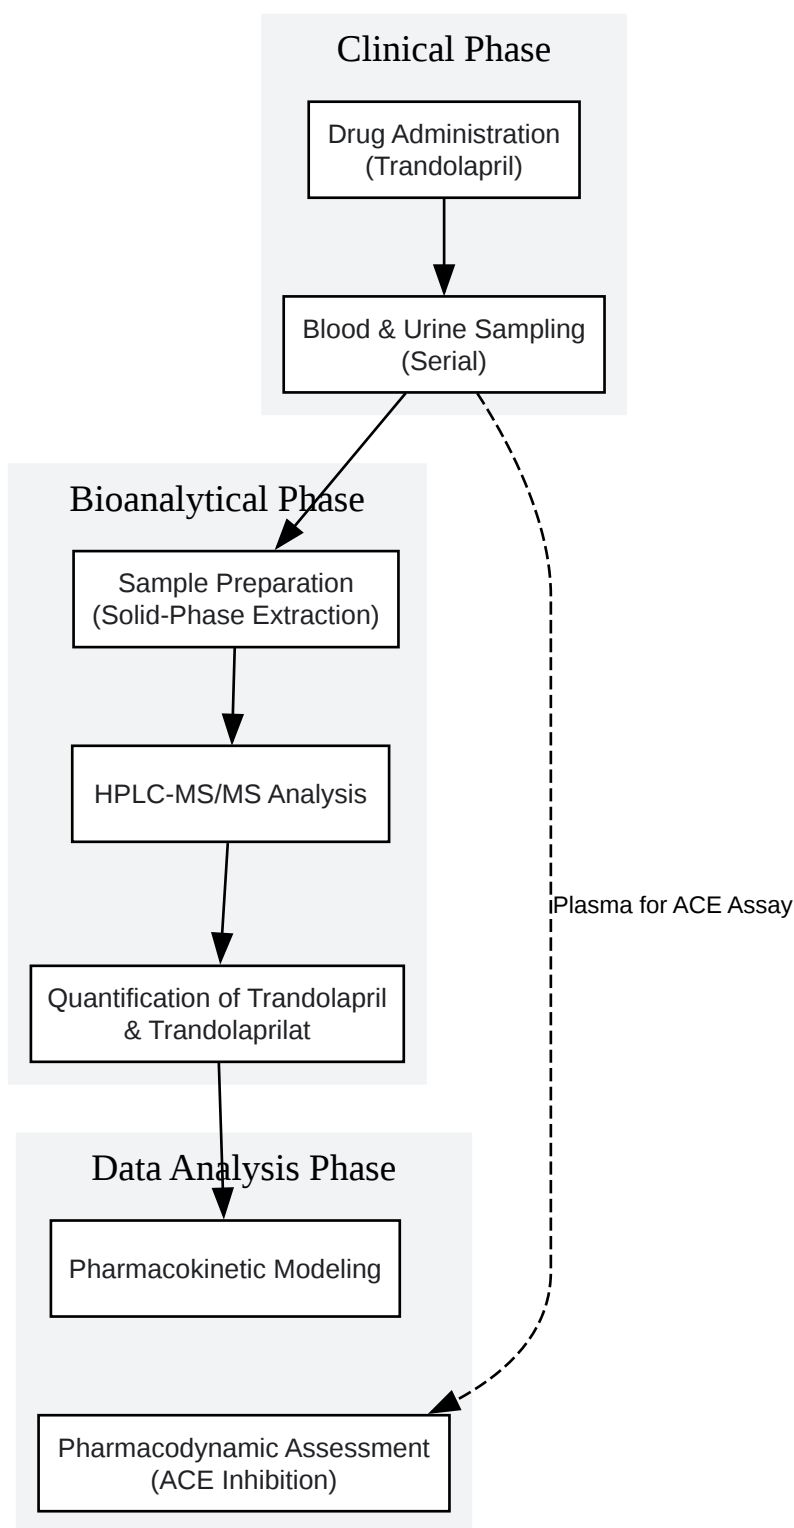 Clinical Phase
Drug Administration
(Trandolapril)
Blood & Urine Sampling
(Serial)
Bioanalytical Phase
Sample Preparation
(Solid-Phase Extraction)
HPLC-MS/MS Analysis
Plasma for ACE Assay
Quantification of Trandolapril
& Trandolaprilat
Data Analysis Phase
Pharmacokinetic Modeling
Pharmacodynamic Assessment
(ACE Inhibition)